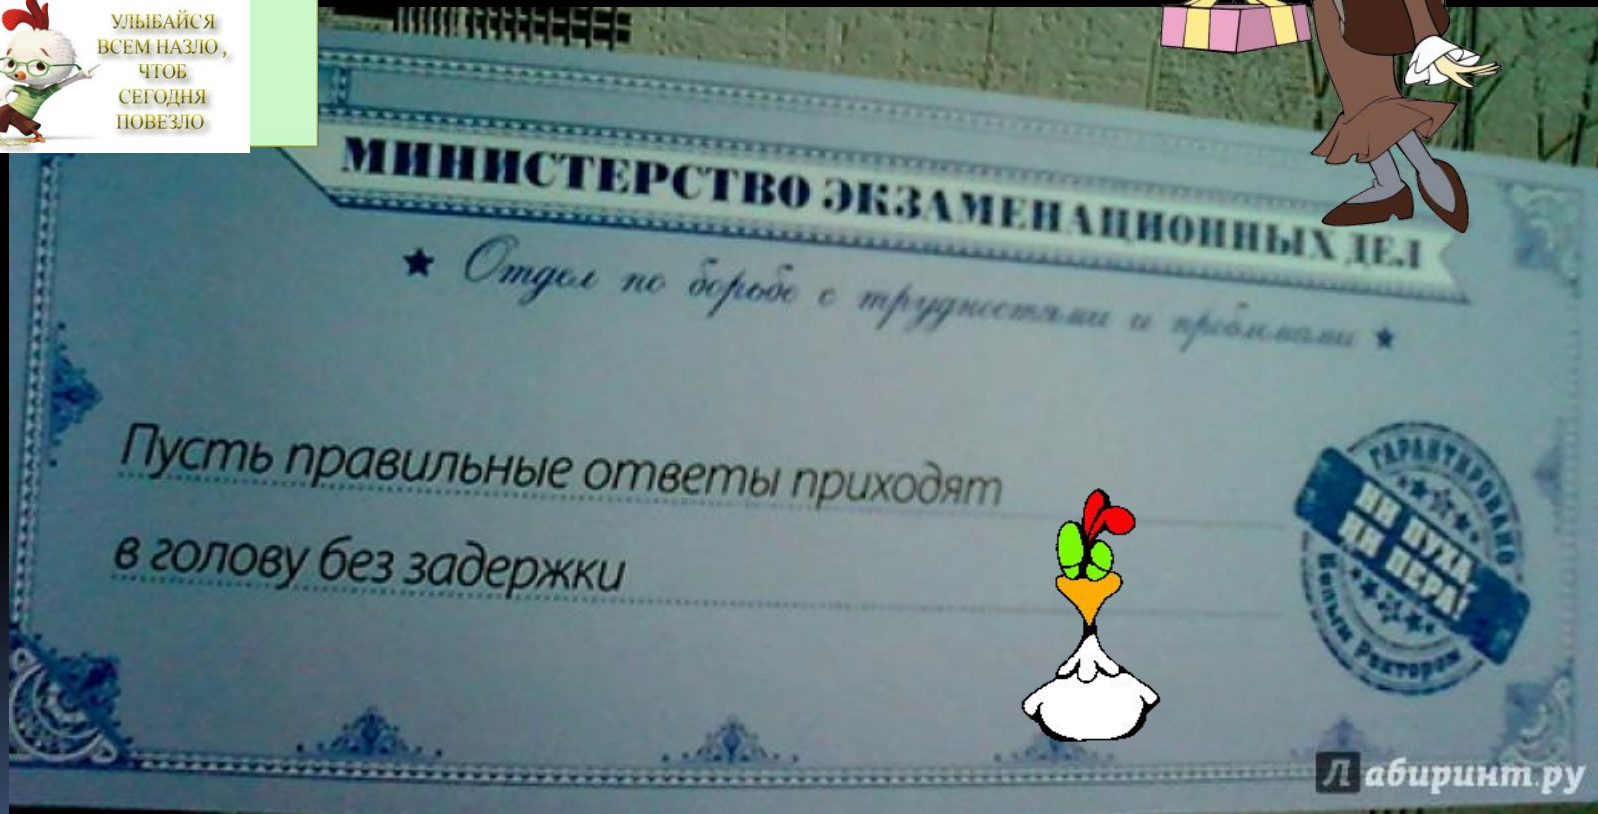 УЛЫБАЙСЯ
ВСЕМ НАЗЛО,
ЧТОБ
СЕГОДНЯ
ПОВЕЗЛО
МИНИСТЕРСТВО ЭКЗАМЕНАЦИОННЫХ ДЕЛ
★ Отдел по борьбе с трудностями и проблемами ★
Пусть правильные ответы приходят
в голову без задержки
ГАРАНТИРОВАНО
НИ ПУХА,
НИ ПЕРА!
Ректором
Лабиринт.ру